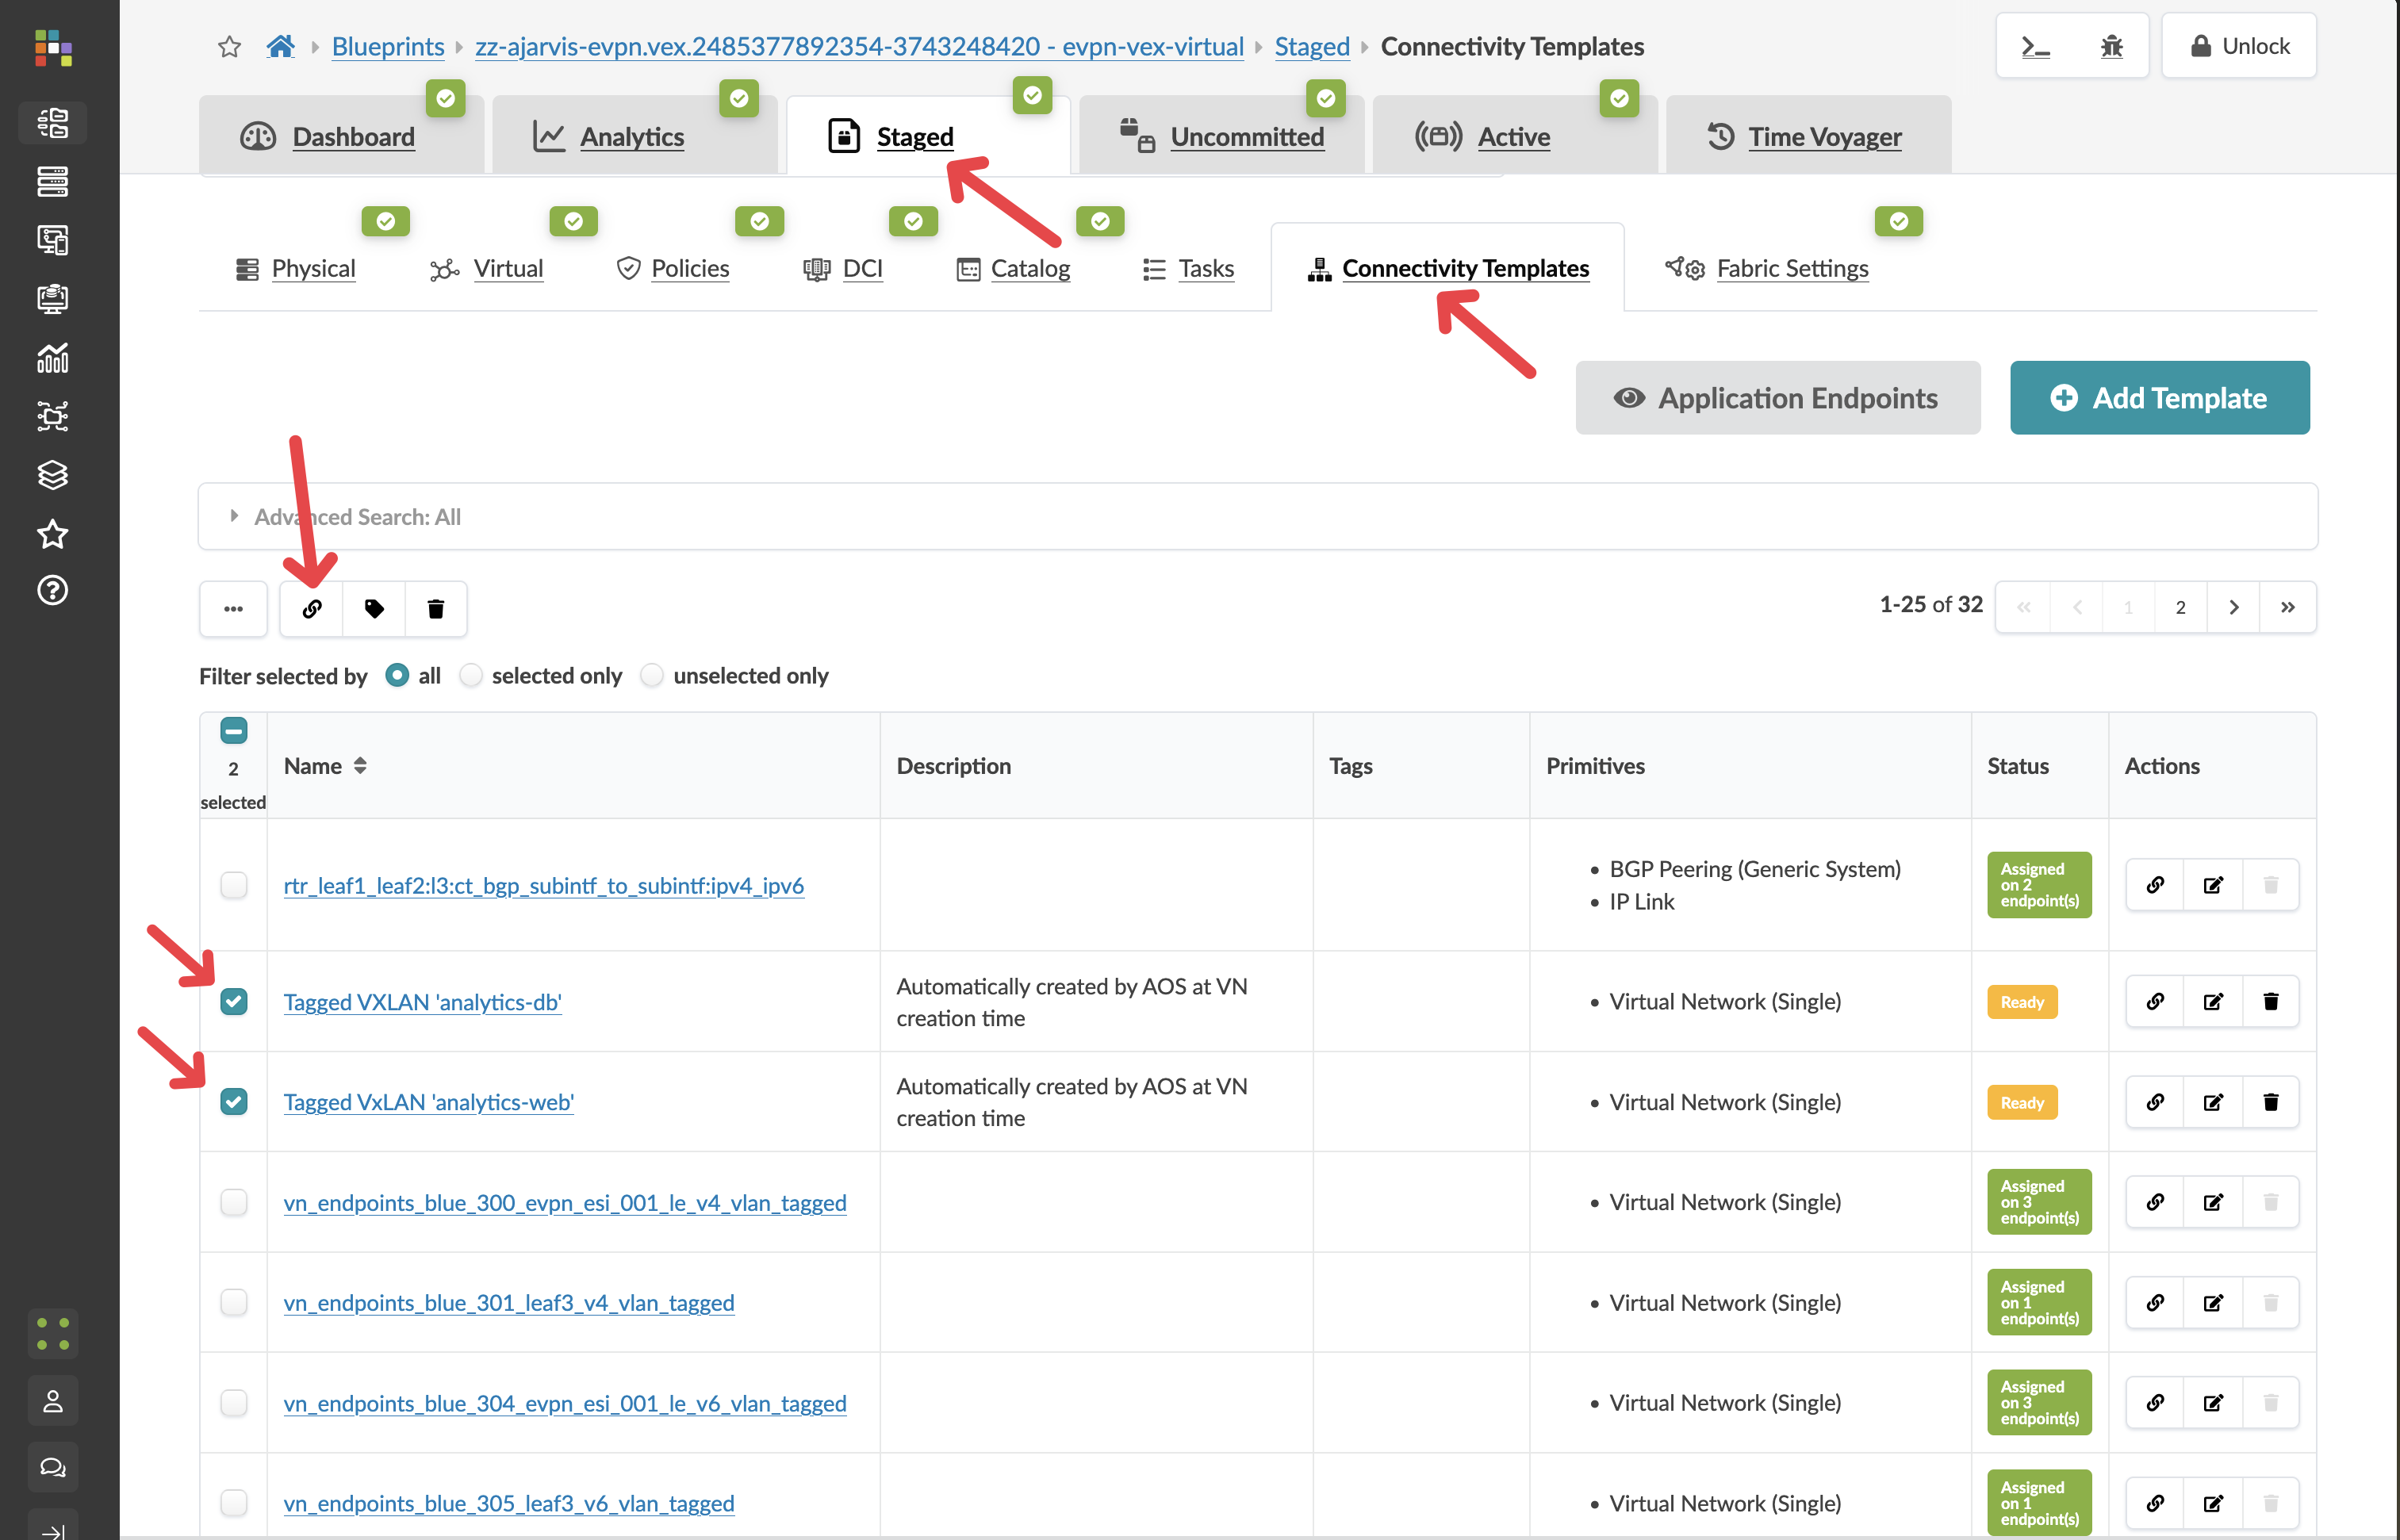 Blueprints zz-ajarvis-evpn.vex.2485377892354-3743248420 - evpn-vex-virtual Staged Connectivity Templates
Unlock
Dashboard Analytics Staged Uncommitted Active Time Voyager
Physical Virtual Policies DCI Catalog Tasks Connectivity Templates Fabric Settings
Application Endpoints Add Template
Advanced Search: All
1-25 of 32 1 2
Filter selected by all selected only unselected only
2 selected Name Description Tags Primitives Status Actions
rtr_leaf1_leaf2:l3:ct_bgp_subintf_to_subintf:ipv4_ipv6
BGP Peering (Generic System)
IP Link
Assigned
on 2
endpoint(s)
Tagged VXLAN 'analytics-db'
Automatically created by AOS at VN
creation time
Virtual Network (Single)
Ready
Tagged VxLAN 'analytics-web'
Automatically created by AOS at VN
creation time
Virtual Network (Single)
Ready
vn_endpoints_blue_300_evpn_esi_001_le_v4_vlan_tagged
Virtual Network (Single)
Assigned
on 3
endpoint(s)
vn_endpoints_blue_301_leaf3_v4_vlan_tagged
Virtual Network (Single)
Assigned
on 1
endpoint(s)
vn_endpoints_blue_304_evpn_esi_001_le_v6_vlan_tagged
Virtual Network (Single)
Assigned
on 3
endpoint(s)
vn_endpoints_blue_305_leaf3_v6_vlan_tagged
Virtual Network (Single)
Assigned
on 1
endpoint(s)